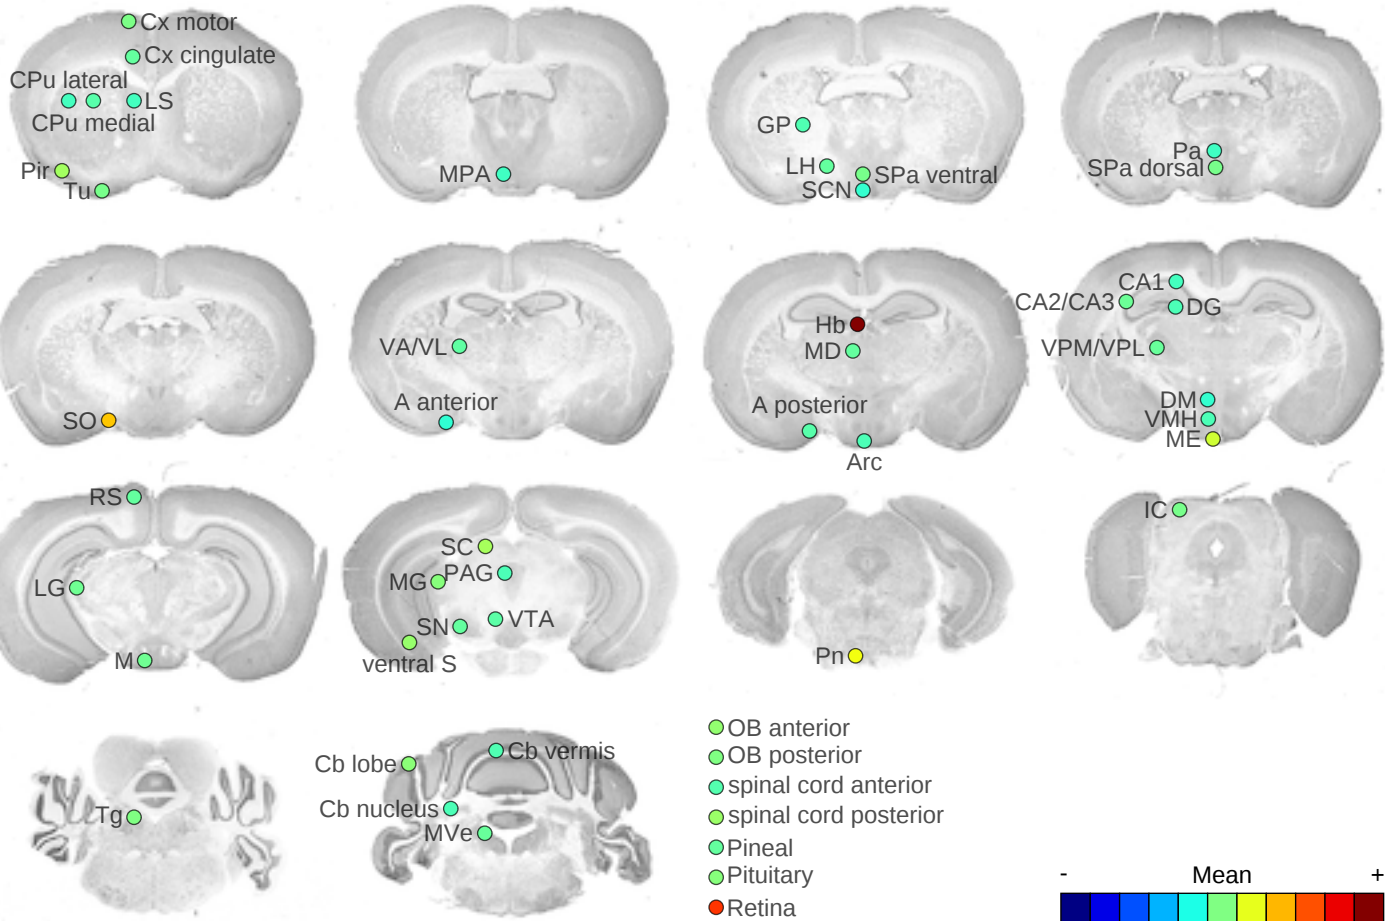 Cx motor
Cx cingulate
CPu lateral
LS
CPu medial
Pir
Tu
MPA
GP
LH
SPa ventral
SCN
Pa
SPa dorsal
SO
VA/VL
A anterior
Hb
MD
A posterior
Arc
CA1
CA2/CA3
DG
VPM/VPL
DM
VMH
ME
RS
LG
M
SC
PAG
MG
SN
VTA
ventral S
Pn
IC
Tg
Cb lobe
Cb vermis
Cb nucleus
MVe
OB anterior
OB posterior
spinal cord anterior
spinal cord posterior
Pineal
Pituitary
Retina
- Mean +